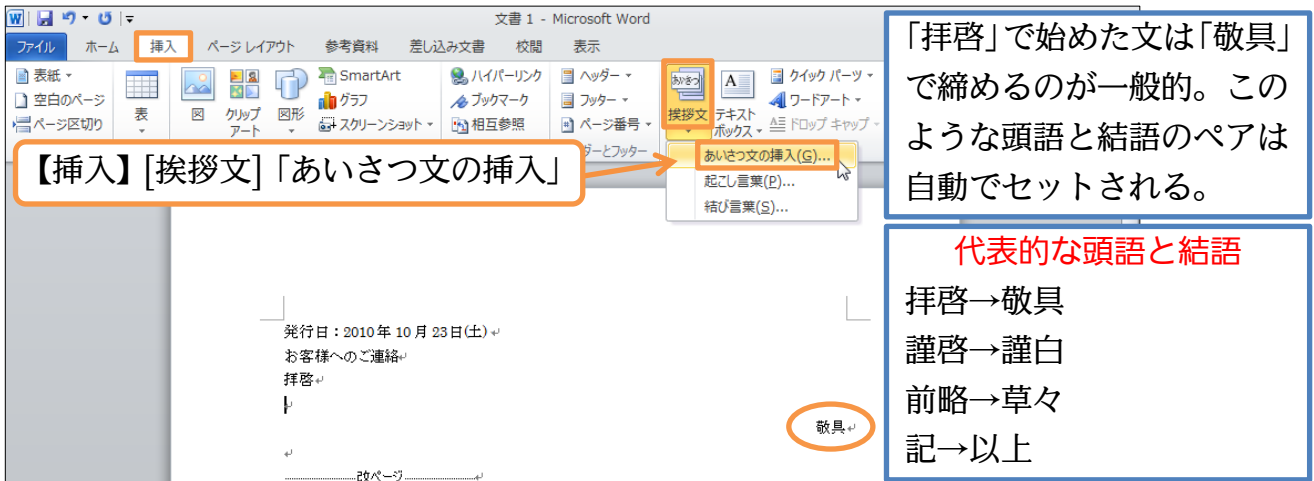 文書 1 - Microsoft Word
ファイル ホーム 挿入 ページ レイアウト 参考資料 差し込み文書 校閲 表示
表紙
空白のページ
ページ区切り
表
図
クリップ
アート
図形
SmartArt
グラフ
スクリーンショット
ハイパーリンク
ブックマーク
相互参照
ヘッダー
フッター
ページ番号
ダーとフッター
あいさつ
挨拶文
A
テキスト
ボックス
クイック パーツ
ワードアート
ドロップ キャップ
あいさつ文の挿入(G)...
起こし言葉(P)...
結び言葉(S)...
【挿入】[挨拶文]「あいさつ文の挿入」
発行日：2010 年 10 月 23 日(土)
お客様へのご連絡
拝啓
敬具
改ページ
「拝啓」で始めた文は「敬具」
で締めるのが一般的。この
ような頭語と結語のペアは
自動でセットされる。
代表的な頭語と結語
拝啓→敬具
謹啓→謹白
前略→草々
記→以上